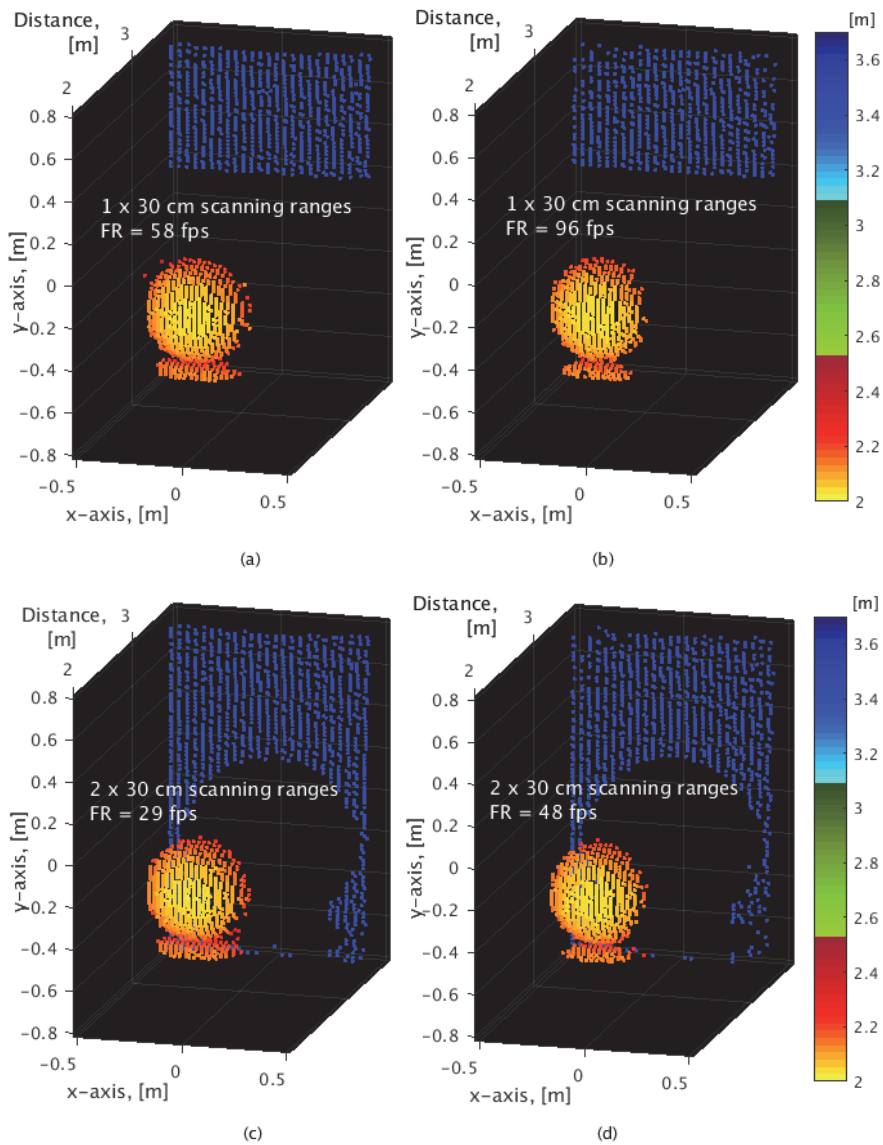 Distance,
[m]
3
2
0.8
0.6
0.4
0.2
0
-0.2
-0.4
-0.6
-0.8
y-axis, [m]
1 x 30 cm scanning ranges
FR = 58 fps
-0.5
0
0.5
x-axis, [m]
(a)
Distance,
[m]
3
2
0.8
0.6
0.4
0.2
0
-0.2
-0.4
-0.6
-0.8
y-axis, [m]
1 x 30 cm scanning ranges
FR = 96 fps
-0.5
0
0.5
x-axis, [m]
(b)
[m]
3.6
3.4
3.2
3
2.8
2.6
2.4
2.2
2
Distance,
[m]
3
2
0.8
0.6
0.4
0.2
0
-0.2
-0.4
-0.6
-0.8
y-axis, [m]
2 x 30 cm scanning ranges
FR = 29 fps
-0.5
0
0.5
x-axis, [m]
(c)
Distance,
[m]
3
2
0.8
0.6
0.4
0.2
0
-0.2
-0.4
-0.6
-0.8
y-axis, [m]
2 x 30 cm scanning ranges
FR = 48 fps
-0.5
0
0.5
x-axis, [m]
(d)
[m]
3.6
3.4
3.2
3
2.8
2.6
2.4
2.2
2